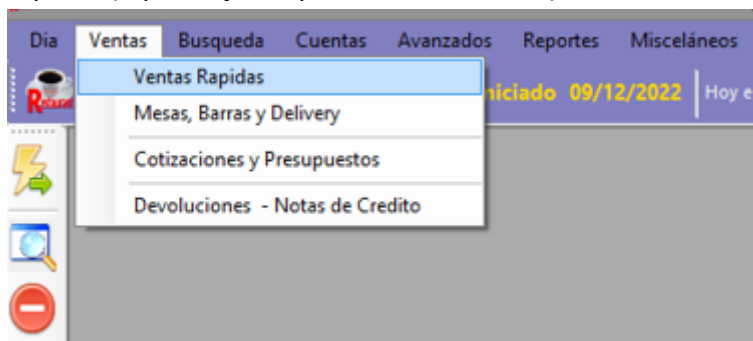 Dia Ventas Busqueda Cuentas Avanzados Reportes Misceláneos
Ventas Rapidas
niciado 09/12/2022 Hoy e
Mesas, Barras y Delivery
Cotizaciones y Presupuestos
Devoluciones - Notas de Credito